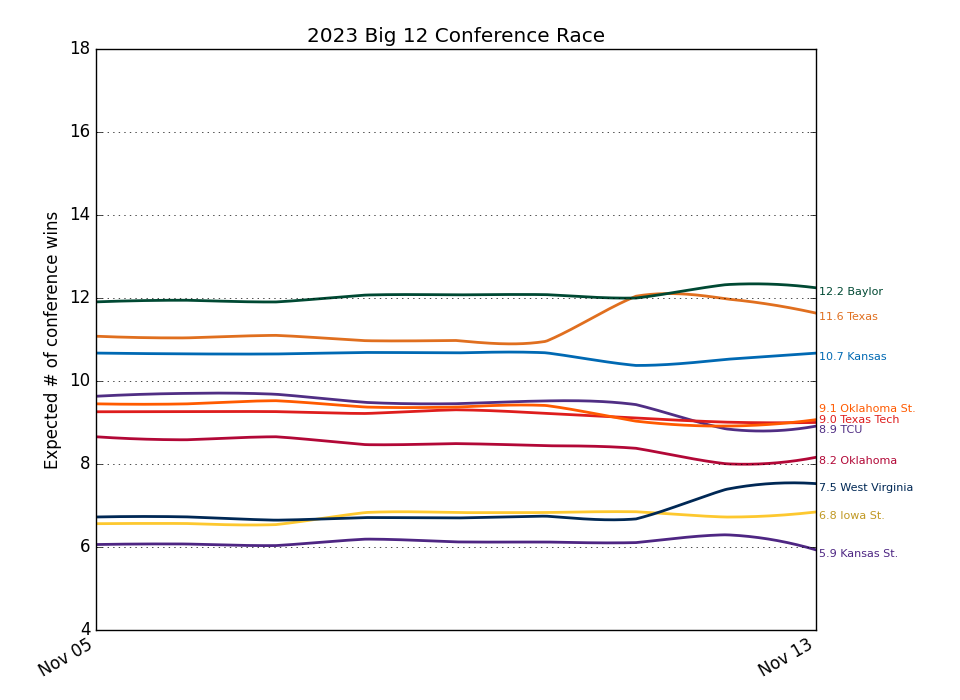 2023 Big 12 Conference Race
Expected # of conference wins
18
16
14
12
10
8
6
4
Nov 05
Nov 13
12.2 Baylor
11.6 Texas
10.7 Kansas
9.1 Oklahoma St.
9.0 Texas Tech
8.9 TCU
8.2 Oklahoma
7.5 West Virginia
6.8 Iowa St.
5.9 Kansas St.